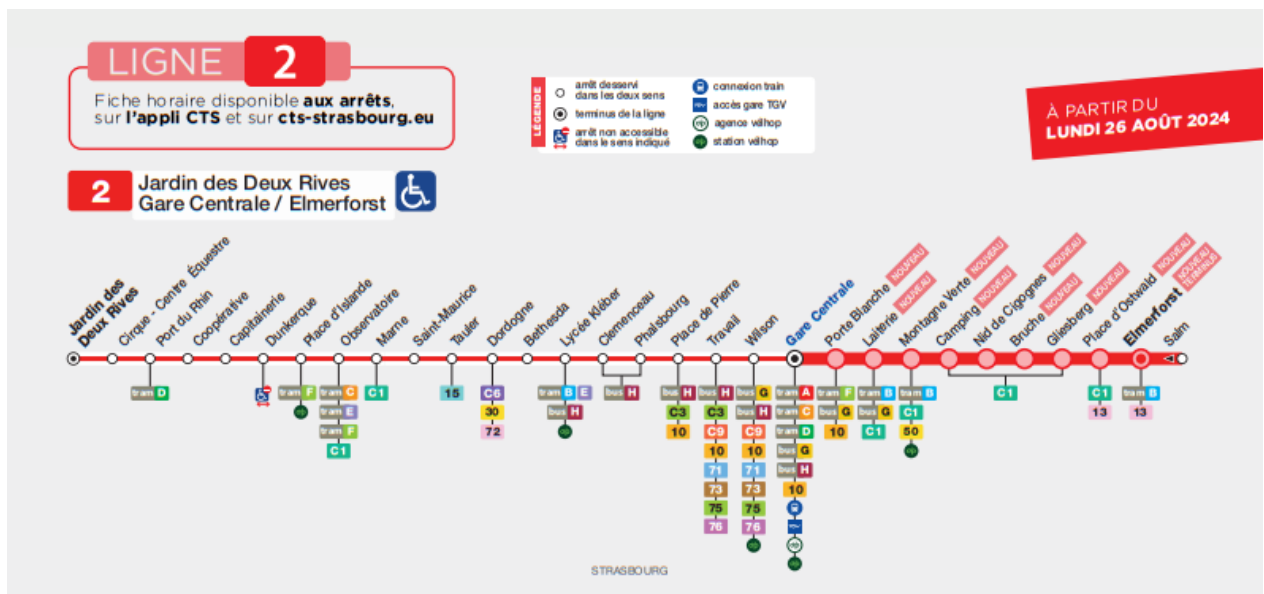 LIGNE 2
Fiche horaire disponible aux arrêts,
sur l'appli CTS et sur cts-strasbourg.eu
LÉGENDE
arrêt desservi
dans les deux sens
terminus de la ligne
arrêt non accessible
dans le sens indiqué
connexion train
accès gare TGV
agence vélhop
station vélhop
À PARTIR DU
LUNDI 26 AOÛT 2024
2
Jardin des Deux Rives
Gare Centrale / Elmerforst
Jardin des
Deux Rives
Cirque - Centre Équestre
Port du Rhin
Coopérative
Capitainerie
Dunkerque
Place d'Islande
Observatoire
Marne
Saint-Maurice
Tauler
Dordogne
Bethesda
Lycée Kléber
Clemenceau
Phalsbourg
Place de Pierre
Travail
Wilson
Gare Centrale
Porte Blanche NOUVEAU
Laiterie NOUVEAU
Montagne Verte NOUVEAU
Camping NOUVEAU
Nid de Cigognes NOUVEAU
Bruche NOUVEAU
Gliesberg NOUVEAU
Place d'Ostwald NOUVEAU
Elmerforst NOUVEAU
TERMINUS
Salm
tram D
tram F
tram C
tram E
tram F
C1
C1
15
C6
30
72
tram B E
bus H
bus H
bus H
C3
10
bus H
C3
C9
10
71
73
75
76
bus G
bus H
C9
10
71
73
75
76
tram A
tram C
tram D
bus G
bus H
10
tram F
bus G
10
tram B
bus G
C1
tram B
C1
50
C1
C1
13
tram B
13
STRASBOURG